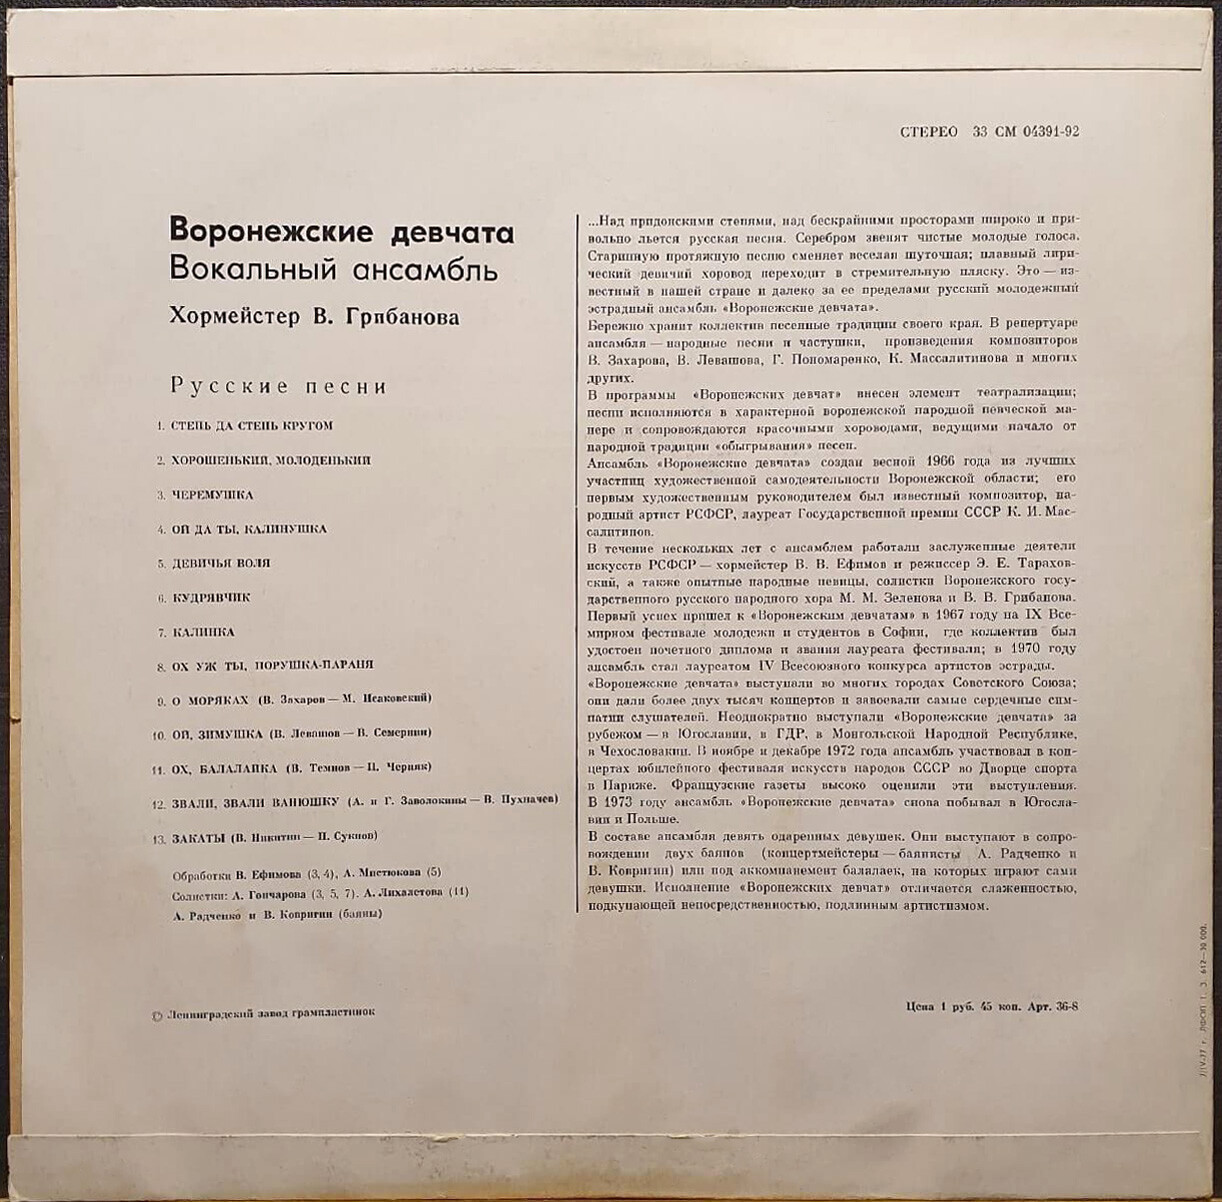 СТЕРЕО 33 СМ 04391-92
Воронежские девчата
Вокальный ансамбль
Хормейстер В. Грибанова
Русские песни
1. СТЕПЬ ДА СТЕПЬ КРУГОМ
2. ХОРОШЕНЬКИЙ, МОЛОДЕНЬКИЙ
3. ЧЕРЕМУШКА
4. ОЙ ДА ТЫ, КАЛИНУШКА
5. ДЕВИЧЬЯ ВОЛЯ
6. КУДРЯВЧИК
7. КАЛИНКА
8. ОХ УЖ ТЫ, ПОРУШКА-ПАРАНЯ
9. О МОРЯКАХ (В. Захаров — М. Исаковский)
10. ОЙ, ЗИМУШКА (В. Левашов — В. Семернин)
11. ОХ, БАЛАЛАЙКА (В. Темнов — П. Черняк)
12. ЗВАЛИ, ЗВАЛИ ВАНЮШКУ (А. и Г. Заволокины — В. Пухначев)
13. ЗАКАТЫ (В. Никитин — П. Сукнов)
Обработки В. Ефимова (3, 4), А. Мистюкова (5)
Солистки: А. Гончарова (3, 5, 7). А. Лихалетова (11)
А. Радченко и В. Ковригин (баяны)
© Ленинградский завод грампластинок
...Над придонскими степями, над бескрайними просторами широко и при-
вольно льется русская песня. Серебром звенят чистые молодые голоса.
Старинную протяжную песню сменяет веселая шуточная; плавный лири-
ческий девичий хоровод переходит в стремительную пляску. Это — из-
вестный в нашей стране и далеко за ее пределами русский молодежный
эстрадный ансамбль «Воронежские девчата».
Бережно хранит коллектив песенные традиции своего края. В репертуаре
ансамбля — народные песни и частушки, произведения композиторов
В. Захарова, В. Левашова, Г. Пономаренко, К. Массалитинова и многих
других.
В программы «Воронежских девчат» внесен элемент театрализации;
песни исполняются в характерной воронежской народной певческой ма-
нере и сопровождаются красочными хороводами, ведущими начало от
народной традиции «обыгрывания» песен.
Ансамбль «Воронежские девчата» создан весной 1966 года из лучших
участниц художественной самодеятельности Воронежской области; его
первым художественным руководителем был известный композитор, на-
родный артист РСФСР, лауреат Государственной премии СССР К. И. Мас-
салитинов.
В течение нескольких лет с ансамблем работали заслуженные деятели
искусств РСФСР — хормейстер В. В. Ефимов и режиссер Э. Е. Тарахов-
ский, а также опытные народные певицы, солистки Воронежского госу-
дарственного русского народного хора М. М. Зеленова и В. В. Грибанова.
Первый успех пришел к «Воронежским девчатам» в 1967 году на IX Все-
мирном фестивале молодежи и студентов в Софии, где коллектив был
удостоен почетного диплома и звания лауреата фестиваля; в 1970 году
ансамбль стал лауреатом IV Всесоюзного конкурса артистов эстрады.
«Воронежские девчата» выступали во многих городах Советского Союза;
они дали более двух тысяч концертов и завоевали самые сердечные сим-
патии слушателей. Неоднократно выступали «Воронежские девчата» за
рубежом — в Югославии, в ГДР, в Монгольской Народной Республике,
в Чехословакии. В ноябре и декабре 1972 года ансамбль участвовал в кон-
цертах юбилейного фестиваля искусств народов СССР во Дворце спорта
в Париже. Французские газеты высоко оценили эти выступления.
В 1973 году ансамбль «Воронежские девчата» снова побывал в Югосла-
вии и Польше.
В составе ансамбля девять одаренных девушек. Они выступают в сопро-
вождении двух баянов (концертмейстеры — баянисты А. Радченко и
В. Ковригин) или под аккомпанемент балалаек, на которых играют сами
девушки. Исполнение «Воронежских девчат» отличается слаженностью,
подкупающей непосредственностью, подлинным артистизмом.
Цена 1 руб. 45 коп. Арт. 36-8
7/IV-77 г. ЛФОП т. З. 612—10 000.